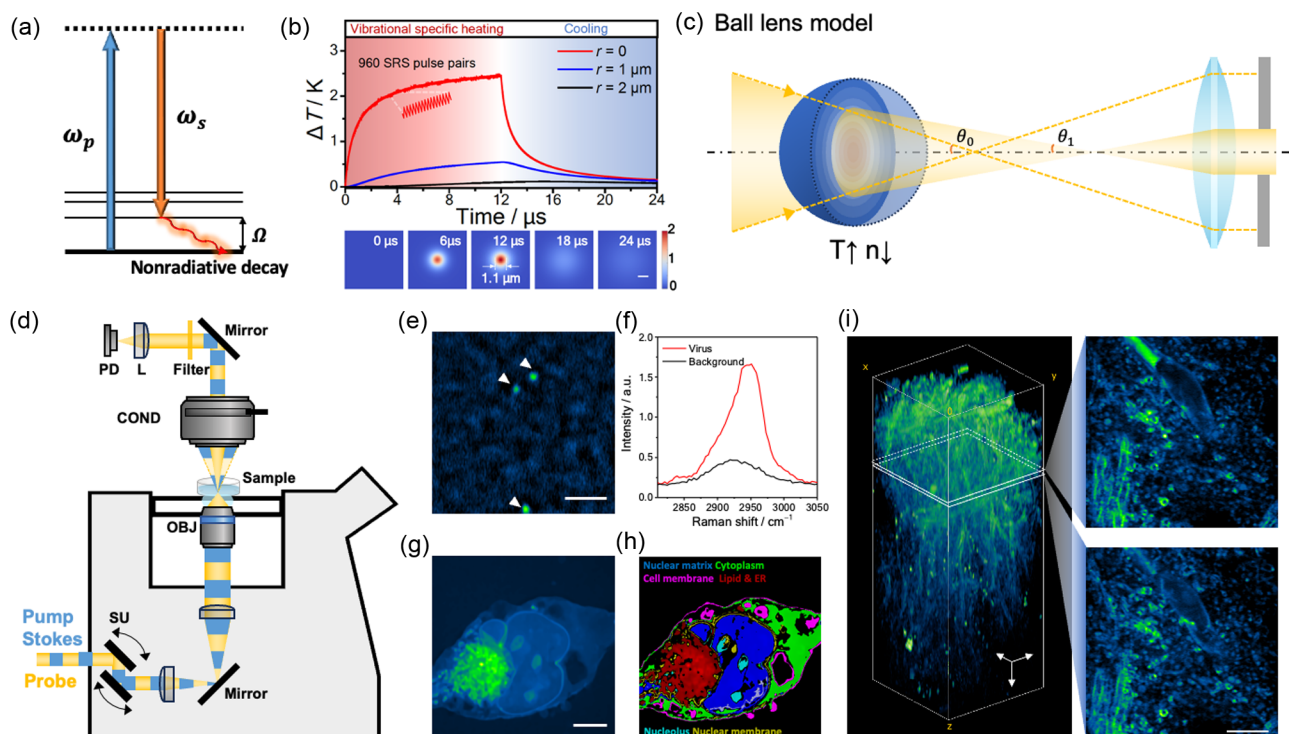 (a)
ωp
ωs
Ω
Nonradiative decay
(b)
Vibrational specific heating
Cooling
960 SRS pulse pairs
r = 0
r = 1 μm
r = 2 μm
ΔT / K
3
2
1
0
0 4 8 12 16 20 24
Time / μs
0 μs
6μs
12 μs
18 μs
24 μs
1.1 μm
2
1
0
(c) Ball lens model
θ0
θ1
T↑ n↓
(d)
Mirror
PD
L
Filter
COND
Sample
OBJ
Pump
Stokes
Probe
SU
Mirror
(e)
(f)
Virus
Background
Intensity / a.u.
2.0
1.5
1.0
0.5
0.0
2850 2900 2950 3000 3050
Raman shift / cm⁻¹
(g)
(h)
Nuclear matrix Cytoplasm
Cell membrane Lipid & ER
Nucleolus Nuclear membrane
(i)
x
y
0
z